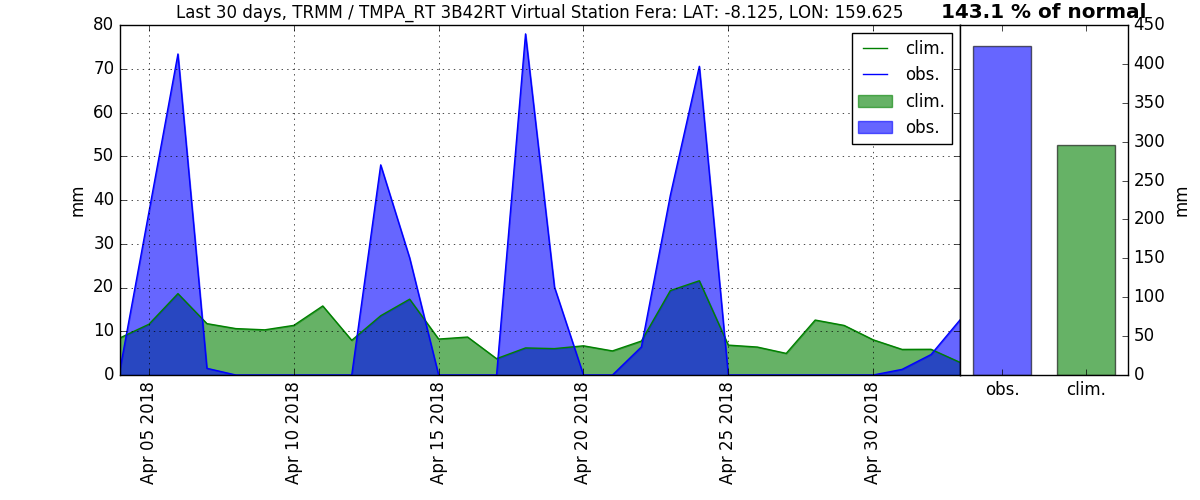 Last 30 days, TRMM / TMPA_RT 3B42RT Virtual Station Fera: LAT: -8.125, LON: 159.625
143.1 % of normal
80
70
60
50
40
30
20
10
0
mm
clim.
obs.
clim.
obs.
Apr 05 2018
Apr 10 2018
Apr 15 2018
Apr 20 2018
Apr 25 2018
Apr 30 2018
450
400
350
300
250
200
150
100
50
0
mm
obs.
clim.